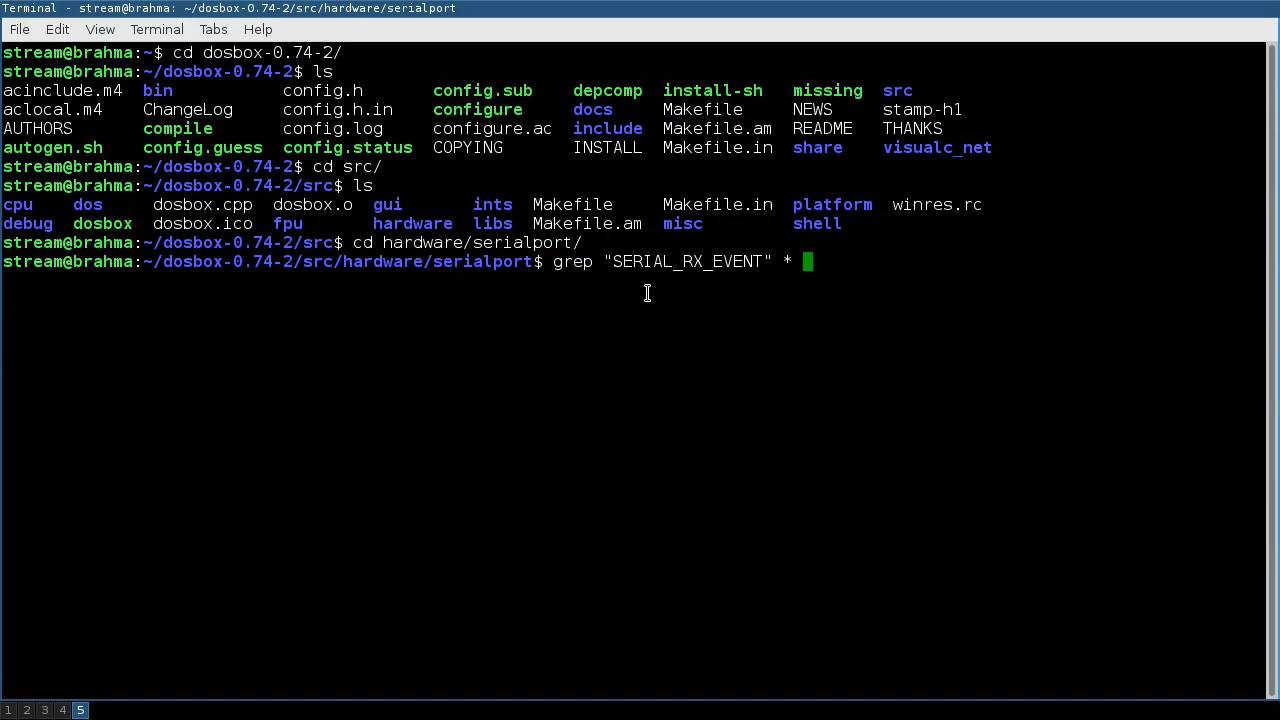 Terminal - stream@brahma: ~/dosbox-0.74-2/src/hardware/serialport
File Edit View Terminal Tabs Help
stream@brahma:~$ cd dosbox-0.74-2/
stream@brahma:~/dosbox-0.74-2$ ls
acinclude.m4 bin config.h config.sub depcomp install-sh missing src
aclocal.m4 ChangeLog config.h.in configure docs Makefile NEWS stamp-h1
AUTHORS compile config.log configure.ac include Makefile.am README THANKS
autogen.sh config.guess config.status COPYING INSTALL Makefile.in share visualc_net
stream@brahma:~/dosbox-0.74-2$ cd src/
stream@brahma:~/dosbox-0.74-2/src$ ls
cpu dos dosbox.cpp dosbox.o gui ints Makefile Makefile.in platform winres.rc
debug dosbox dosbox.ico fpu hardware libs Makefile.am misc shell
stream@brahma:~/dosbox-0.74-2/src$ cd hardware/serialport/
stream@brahma:~/dosbox-0.74-2/src/hardware/serialport$ grep "SERIAL_RX_EVENT" *
1 2 3 4 5